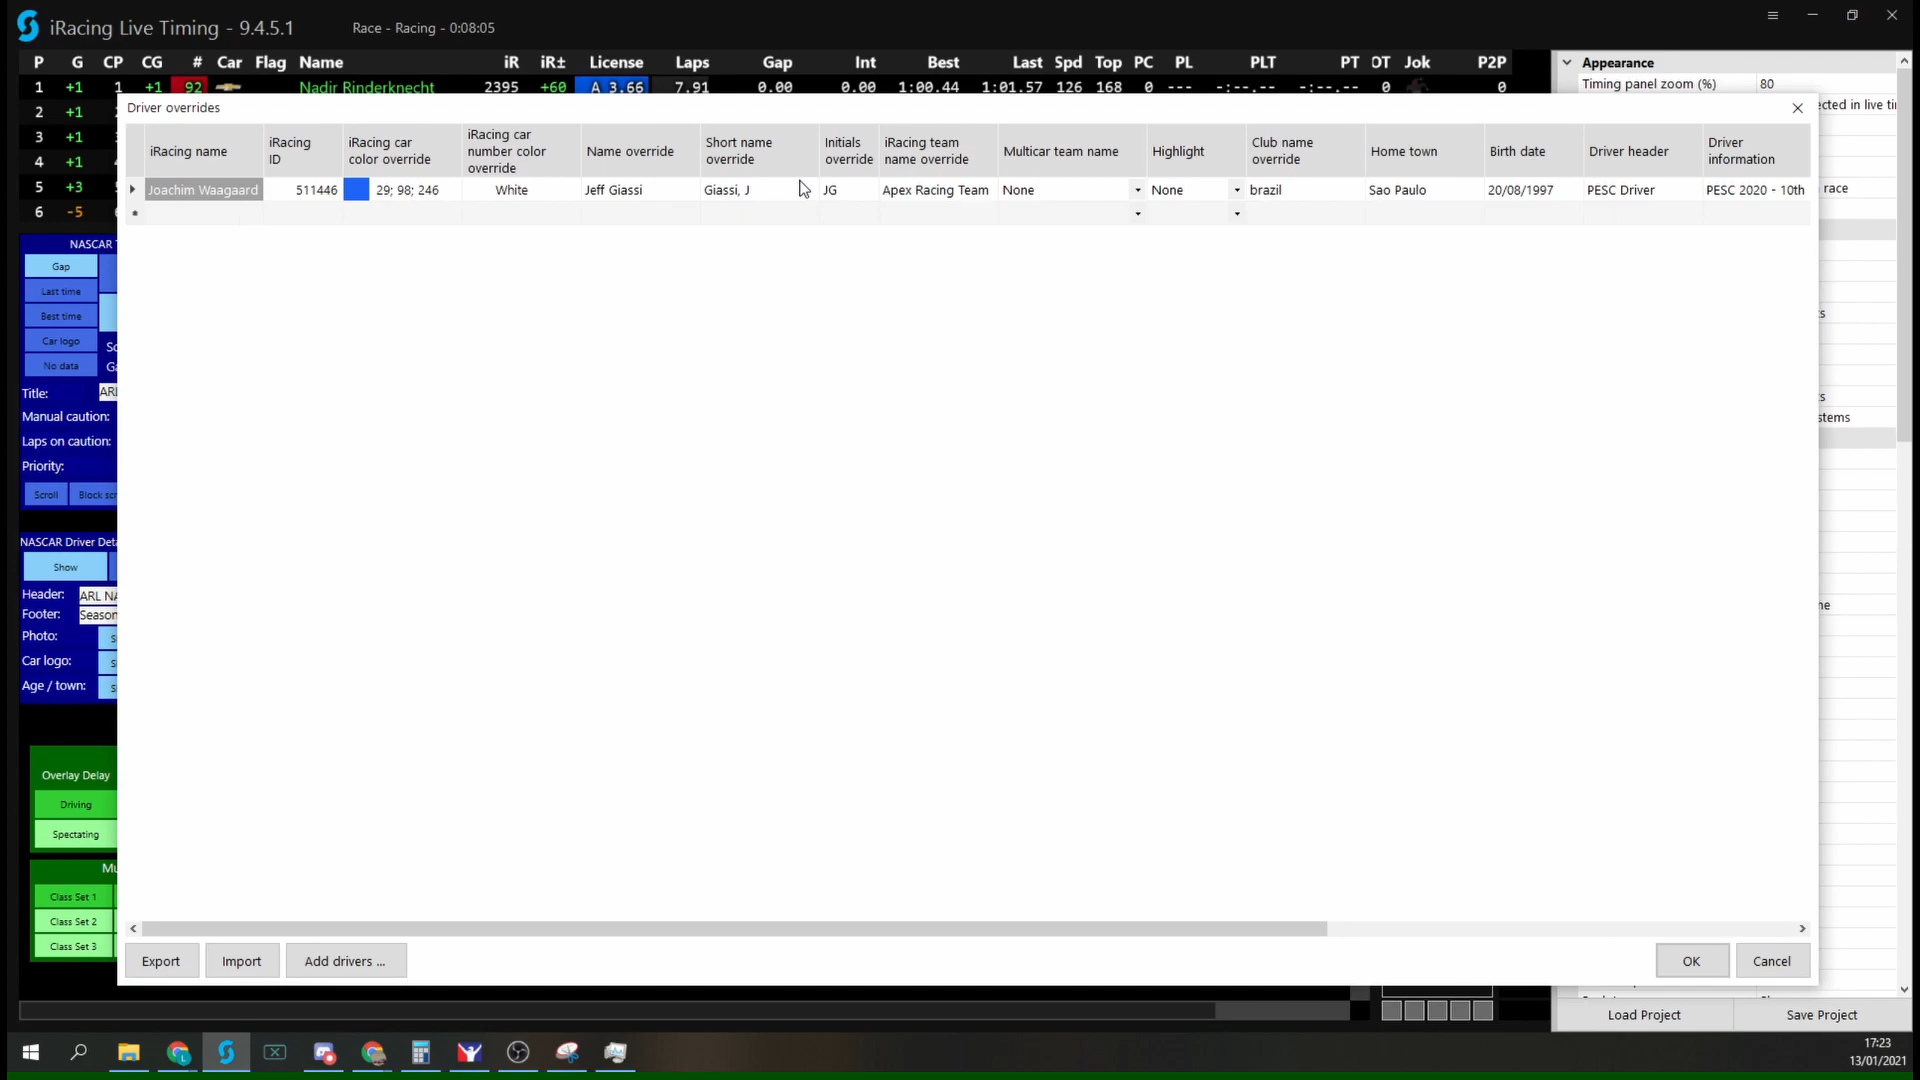 iRacing Live Timing - 9.4.5.1
Race - Racing - 0:08:05
P G CP CG # Car Flag Name iR iR± License Laps Gap Int Best Last Spd Top PC PL PLT PT OT Jok P2P
1 +1 1 +1 92 Nadir Rinderknecht 2395 +60 A 3.66 7.91 0.00 0.00 1:00.44 1:01.57 126 168 0 --- -:--.-- -:--.-- 0 0
2 +1
3 +1
4 +1
5 +3
6 -5
Appearance
Timing panel zoom (%) 80
race
Driver overrides
iRacing name
iRacing ID
iRacing car color override
iRacing car number color override
Name override
Short name override
Initials override
iRacing team name override
Multicar team name
Highlight
Club name override
Home town
Birth date
Driver header
Driver information
Joachim Waagaard 511446 29; 98; 246 White Jeff Giassi Giassi, J JG Apex Racing Team None None brazil Sao Paulo 20/08/1997 PESC Driver PESC 2020 - 10th
NASCAR
Gap
Last time
Best time
Car logo
No data
Title: ARL
Manual caution:
Laps on caution:
Priority:
Scroll Block scr
NASCAR Driver Deta
Show
Header: ARL NA
Footer: Season
Photo:
Car logo:
Age / town:
Overlay Delay
Driving
Spectating
Mu
Class Set 1
Class Set 2
Class Set 3
Export Import Add drivers ... OK Cancel
Load Project Save Project
17:23
13/01/2021